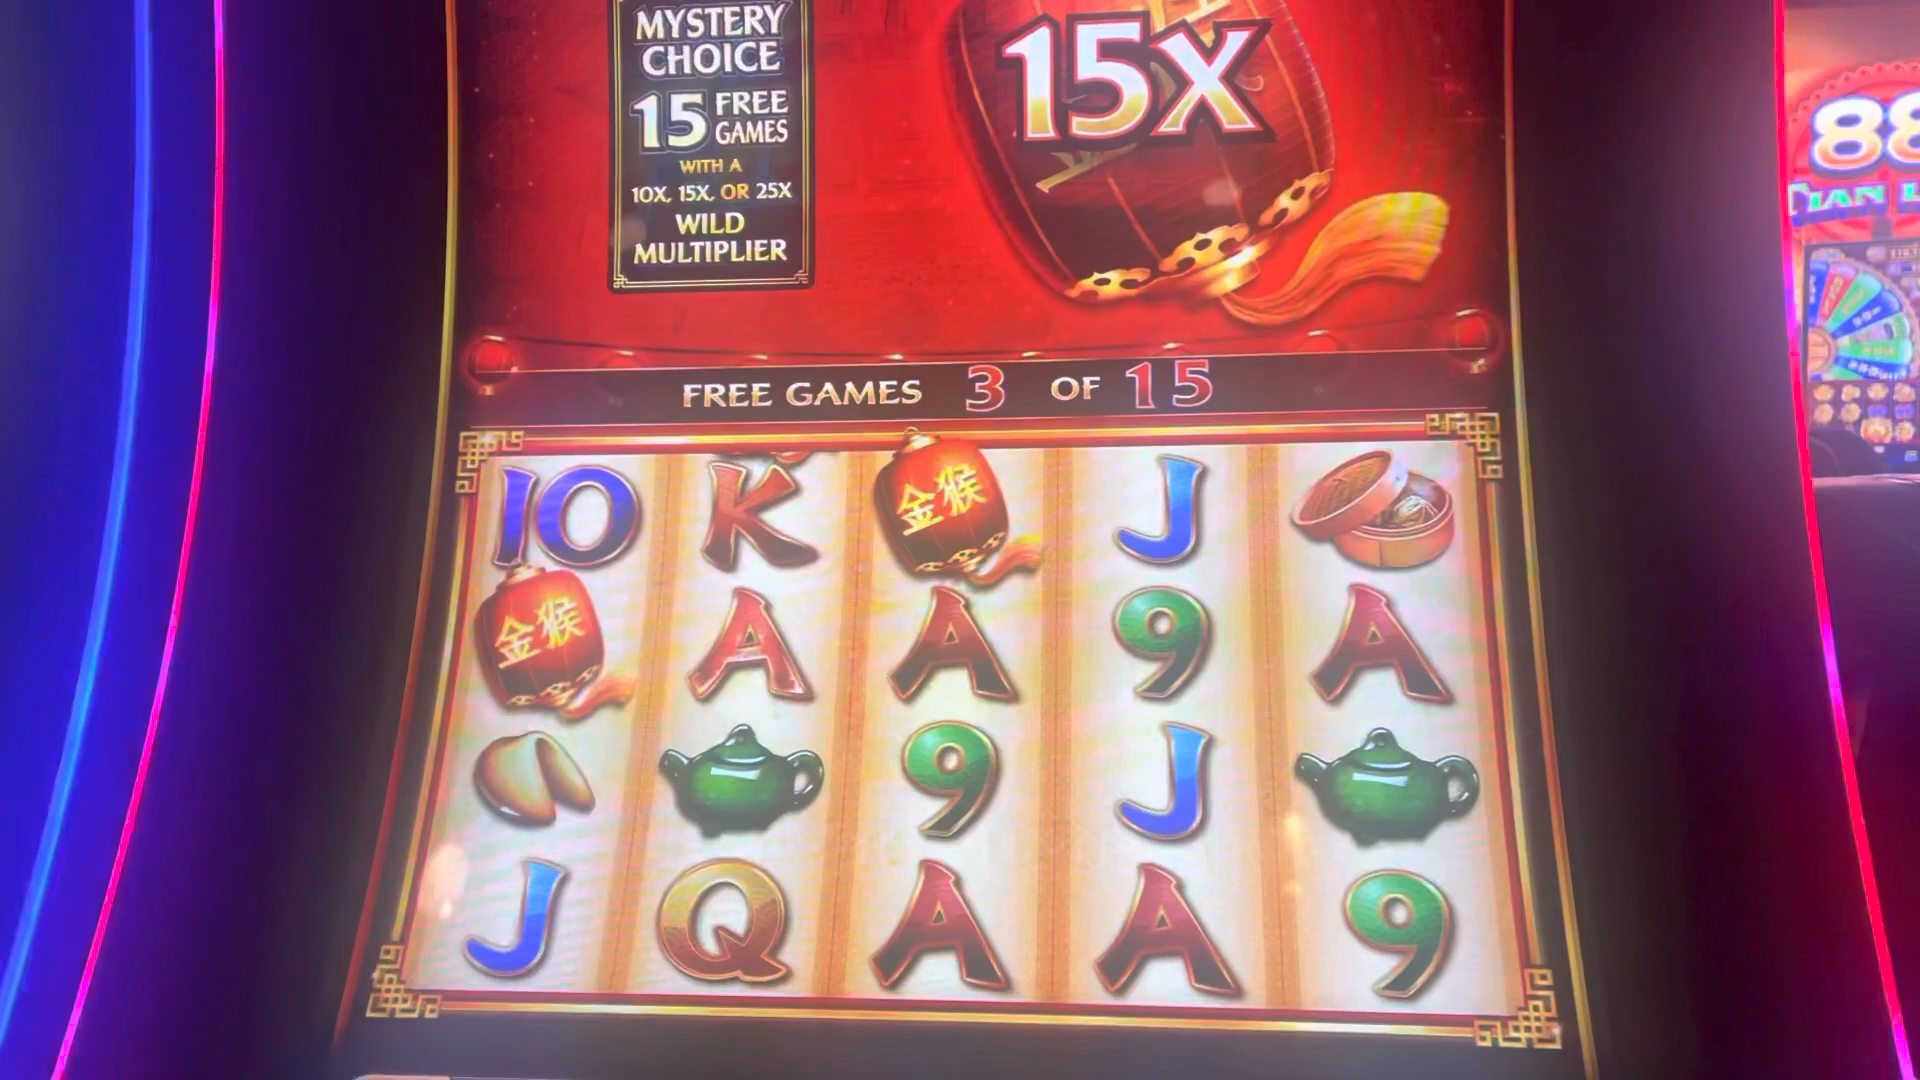 MYSTERY
CHOICE
15 FREE
GAMES
WITH A
10X, 15X, OR 25X
WILD
MULTIPLIER
15X
88
FREE GAMES 3 OF 15
10 K 金猴 J
金猴 A A 9 A
9 J
J Q A A 9